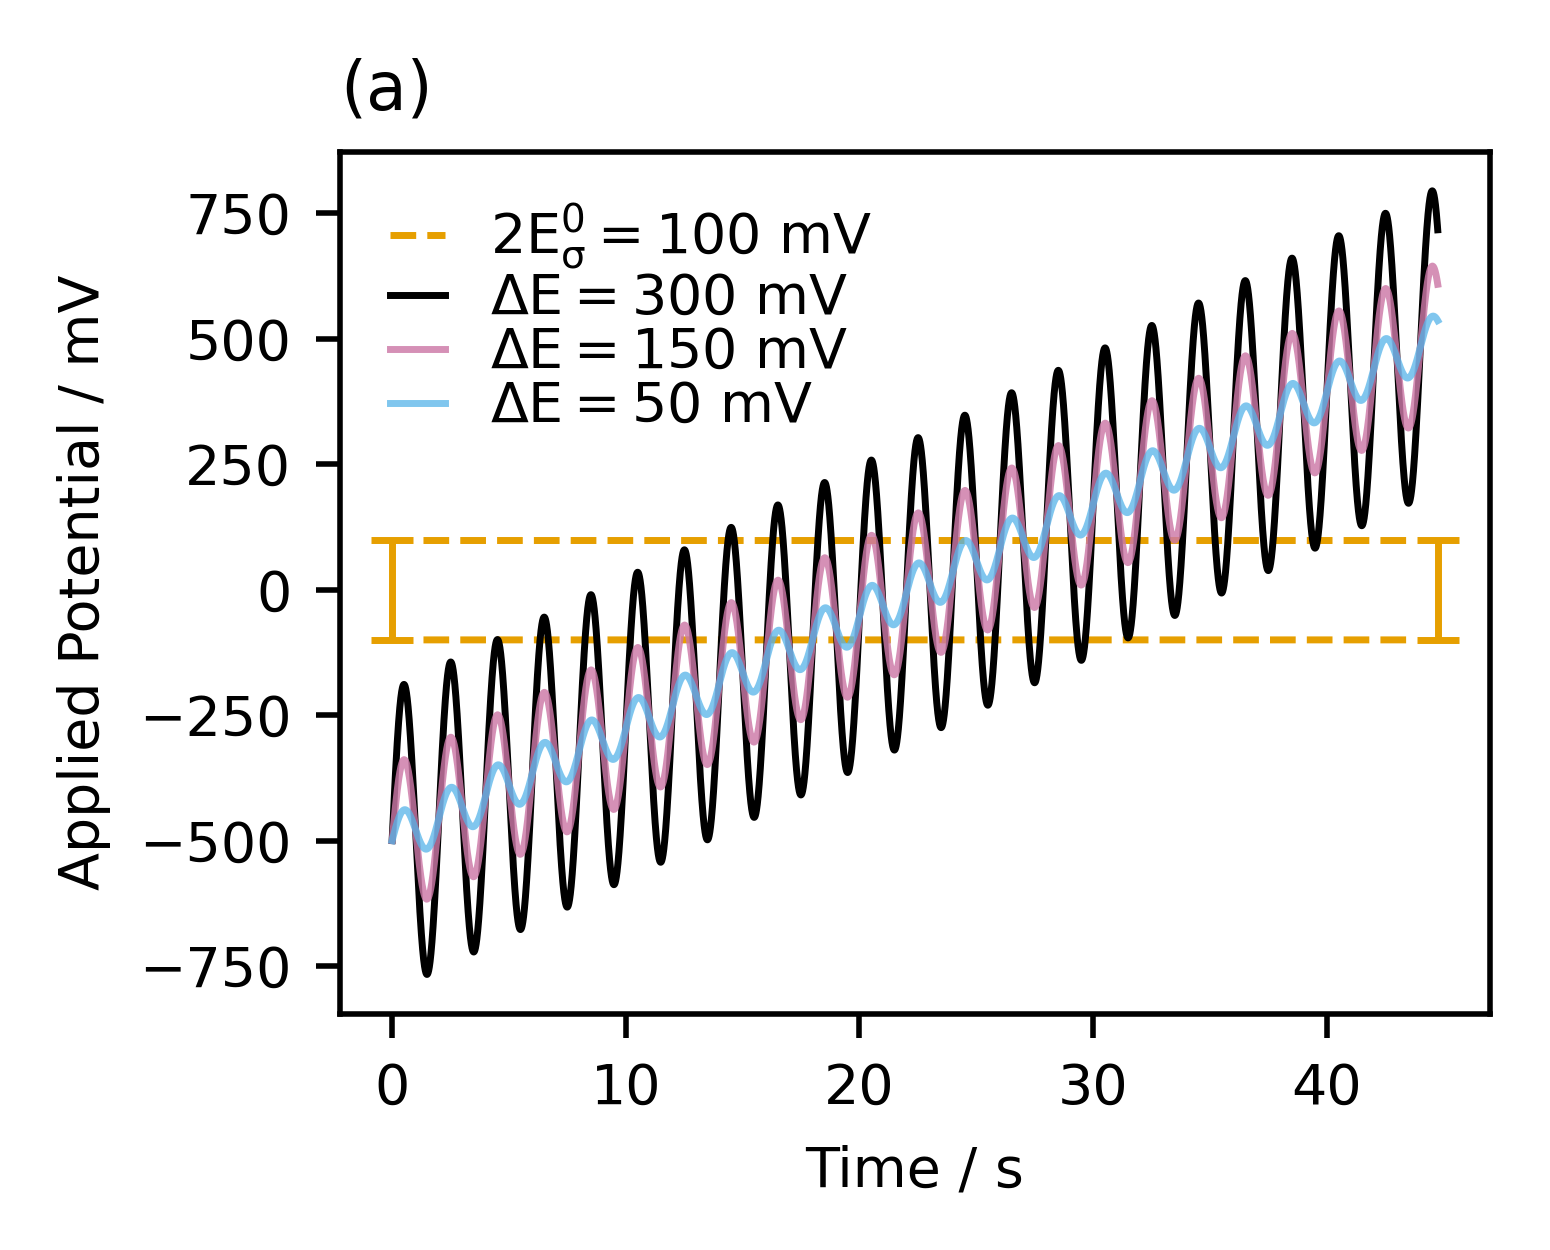 (a)
2E⁰σ = 100 mV
ΔE = 300 mV
ΔE = 150 mV
ΔE = 50 mV
Applied Potential / mV
750
500
250
0
−250
−500
−750
0 10 20 30 40
Time / s